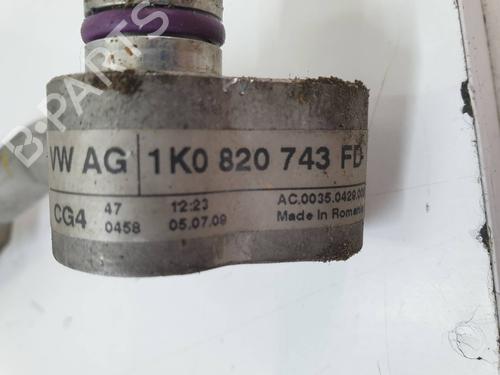 B-PARTS
VW AG 1K0 820 743 FD
CG4 47 12:23 AC.0035.0429.00
0458 05.07.09 Made In Romania